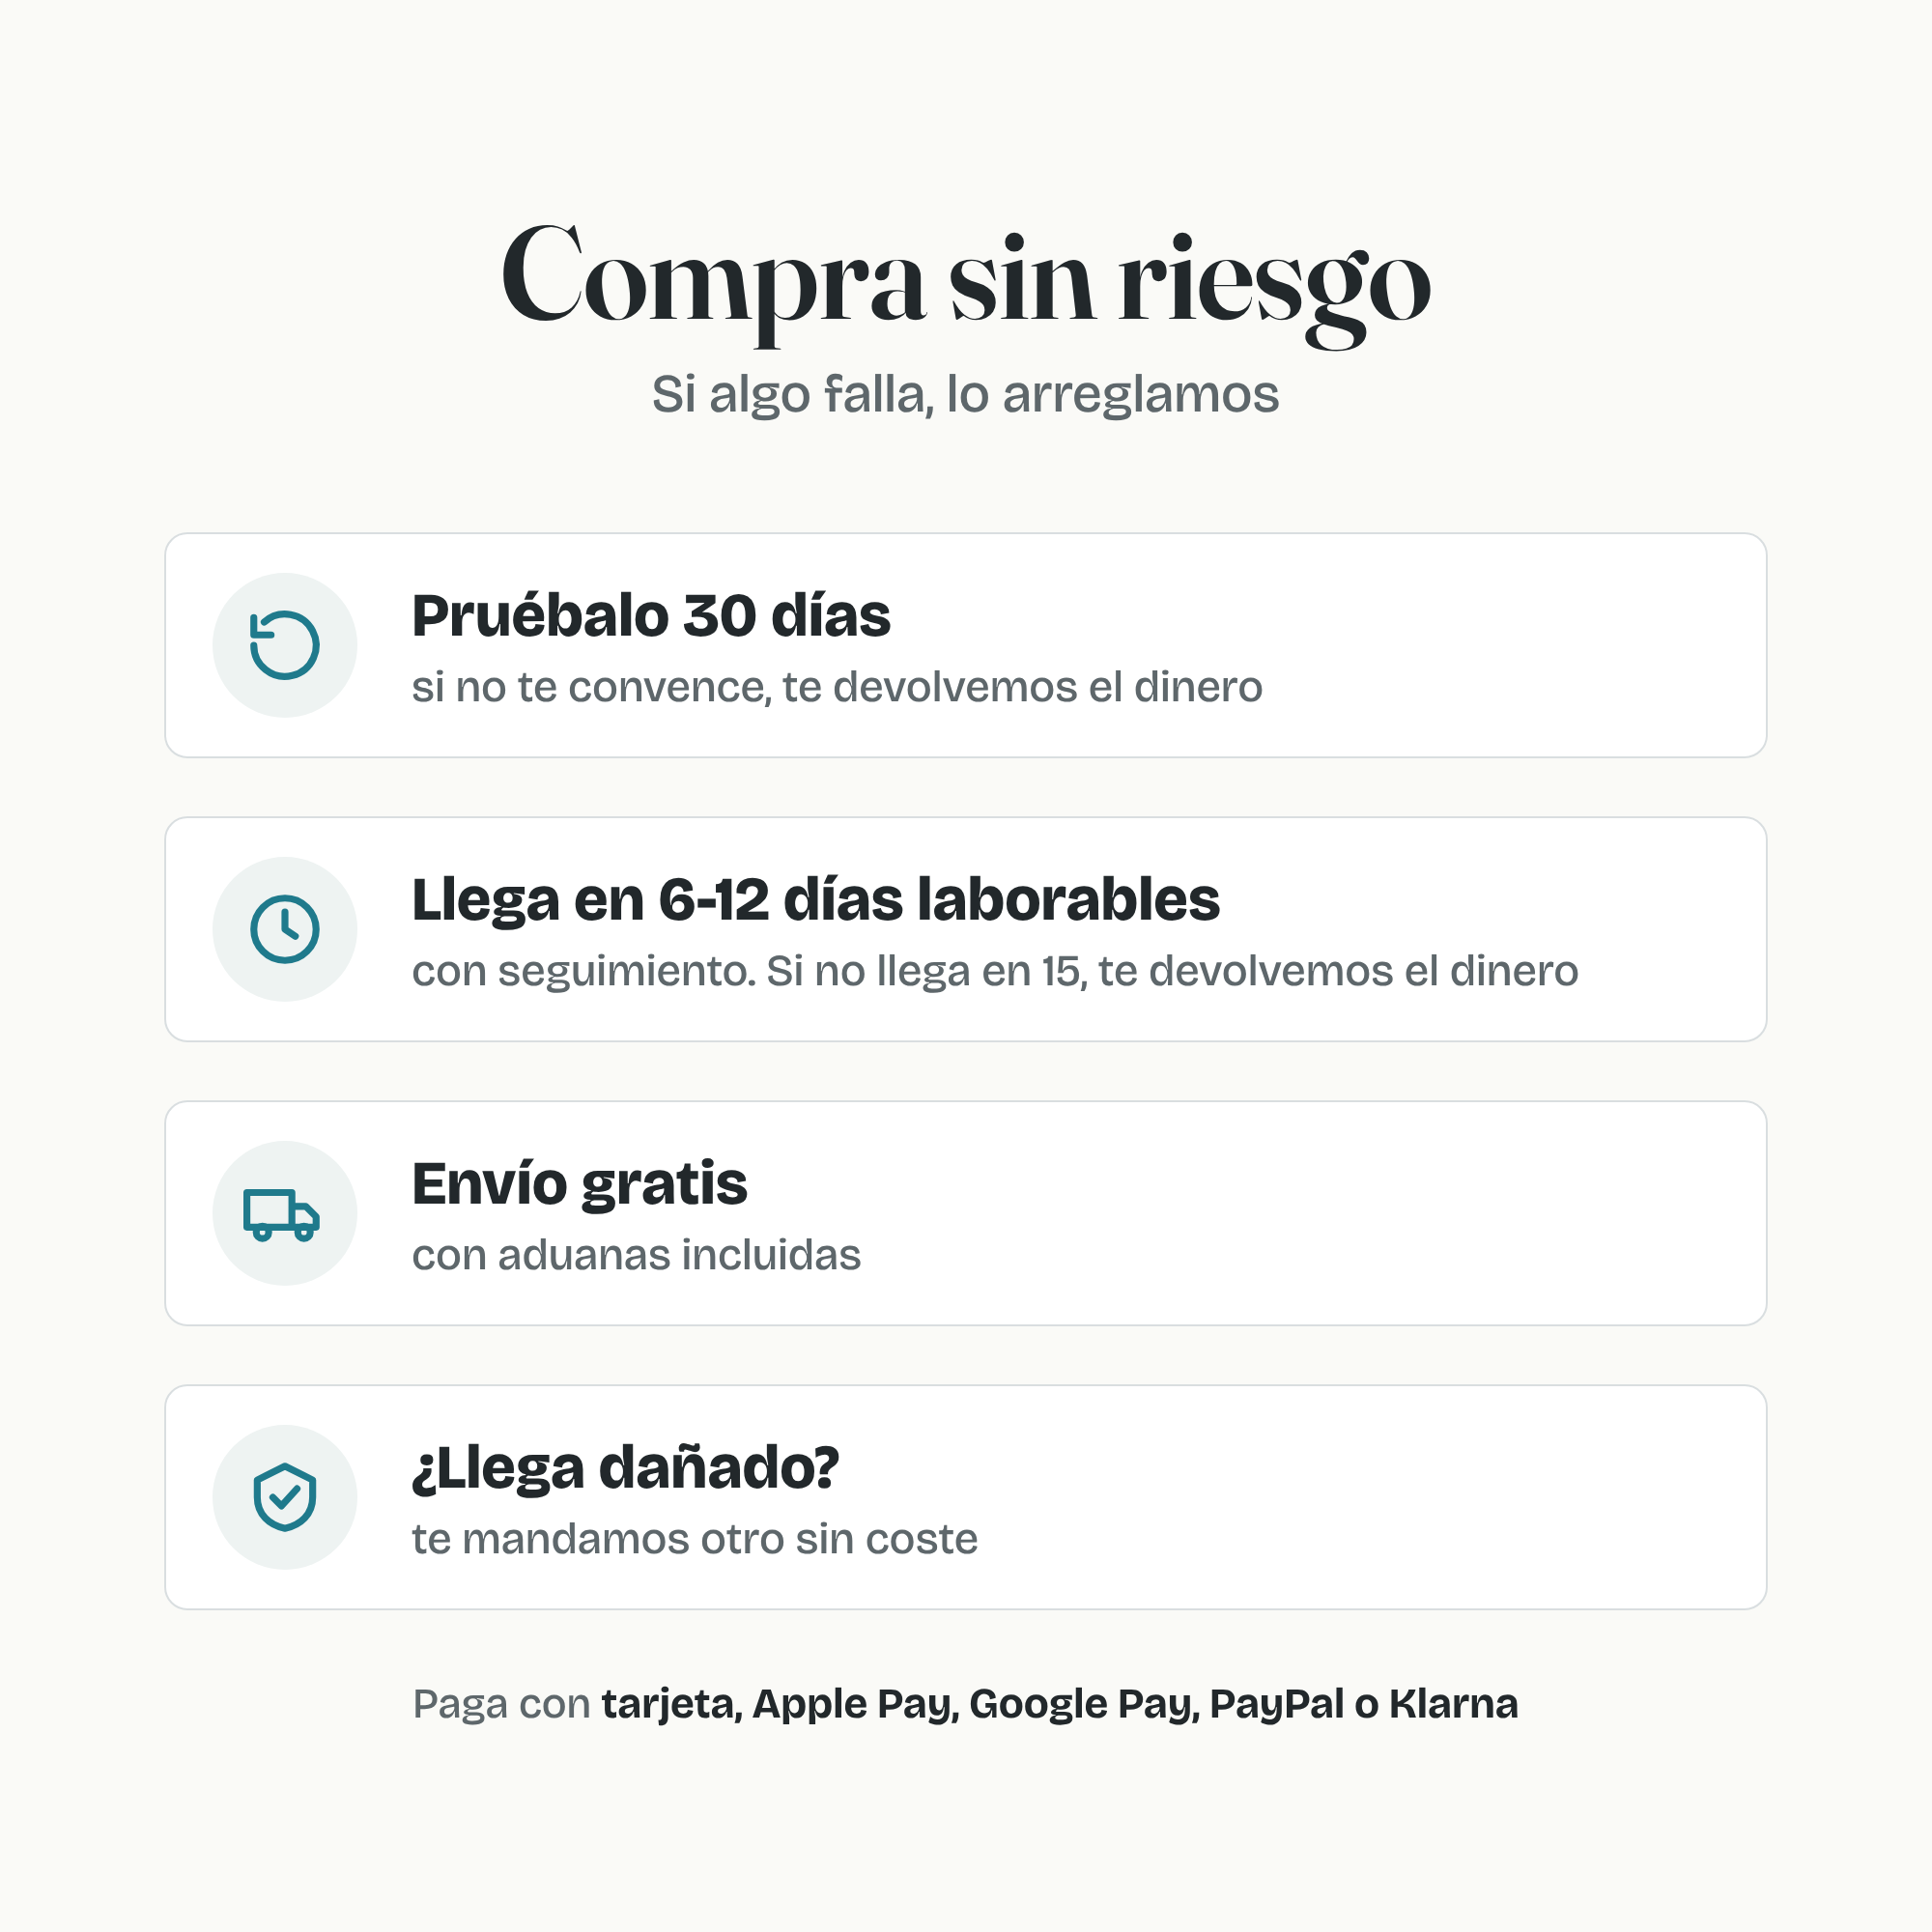 Compra sin riesgo
Si algo falla, lo arreglamos
Pruébalo 30 días
si no te convence, te devolvemos el dinero
Llega en 6-12 días laborables
con seguimiento. Si no llega en 15, te devolvemos el dinero
Envío gratis
con aduanas incluidas
¿Llega dañado?
te mandamos otro sin coste
Paga con tarjeta, Apple Pay, Google Pay, PayPal o Klarna